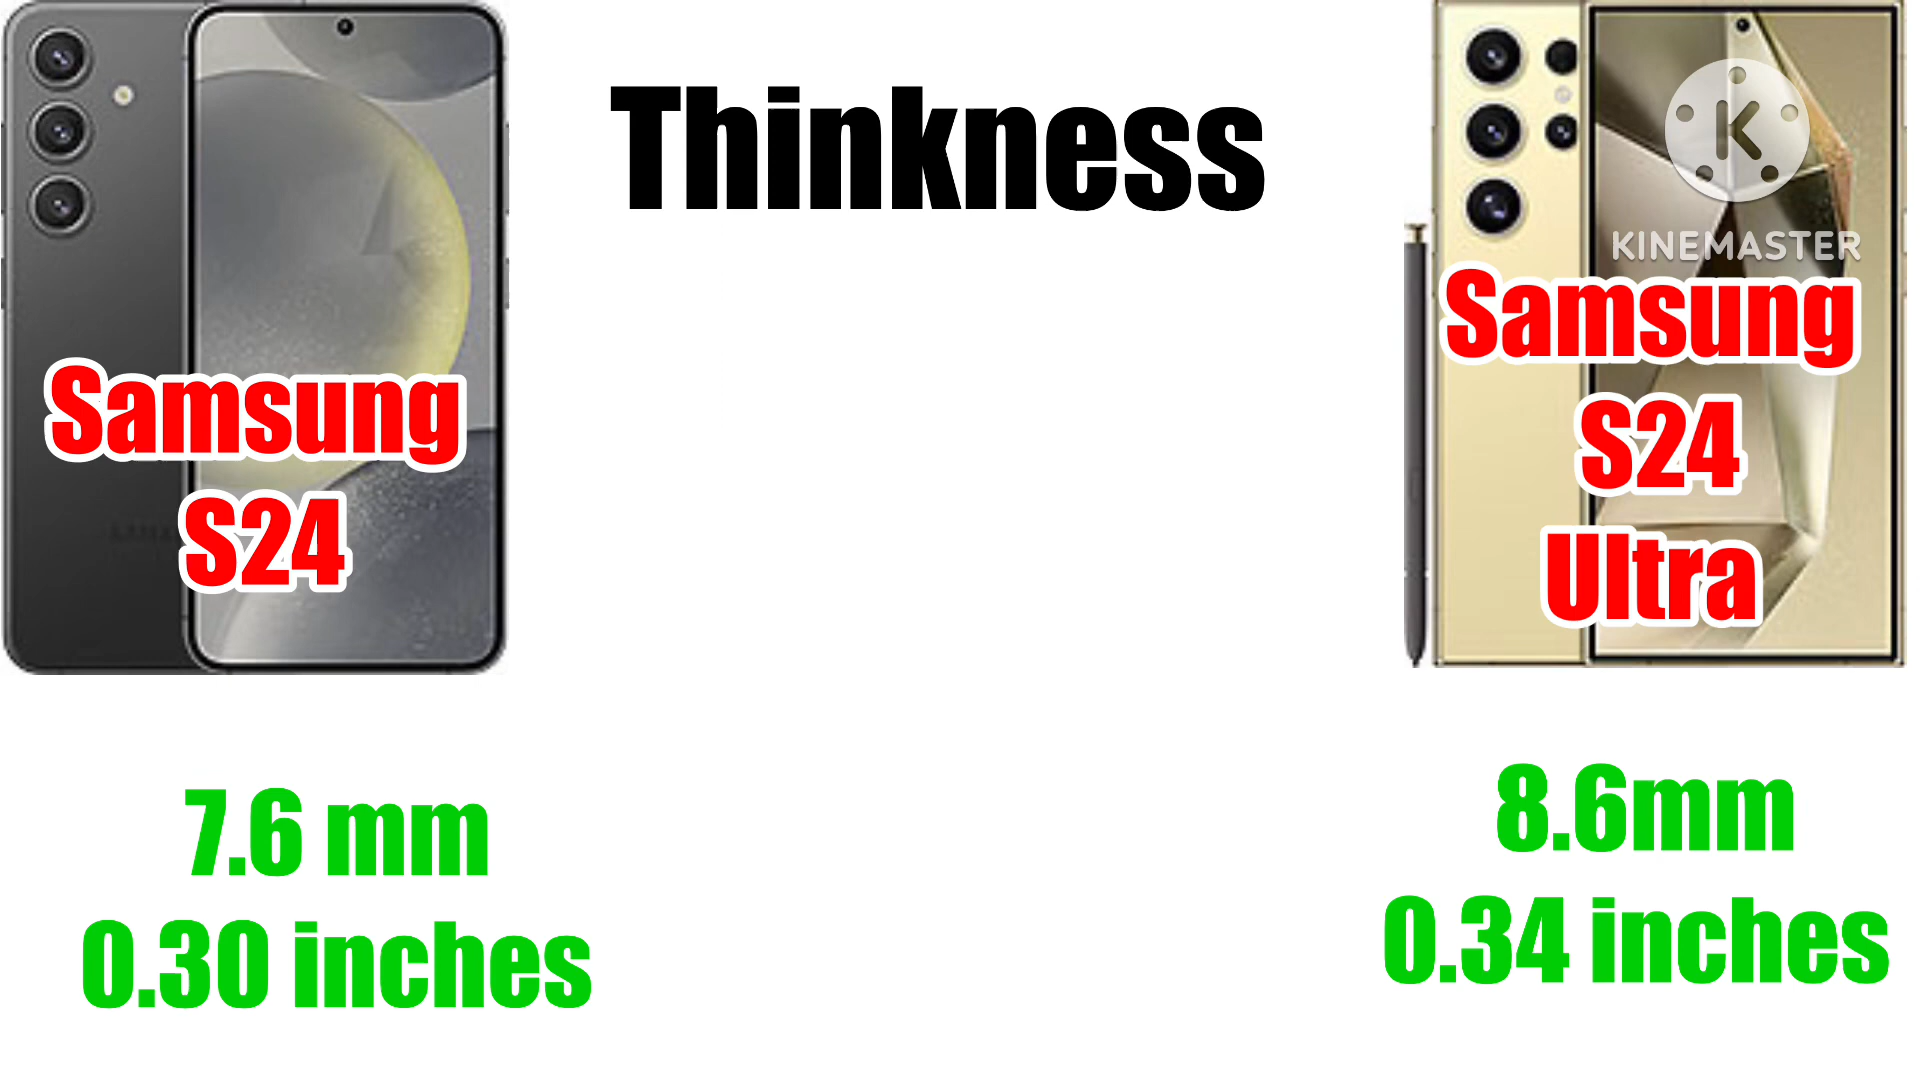 Thinkness
KINEMASTER
Samsung
S24
Samsung
S24
Ultra
7.6 mm
0.30 inches
8.6mm
0.34 inches